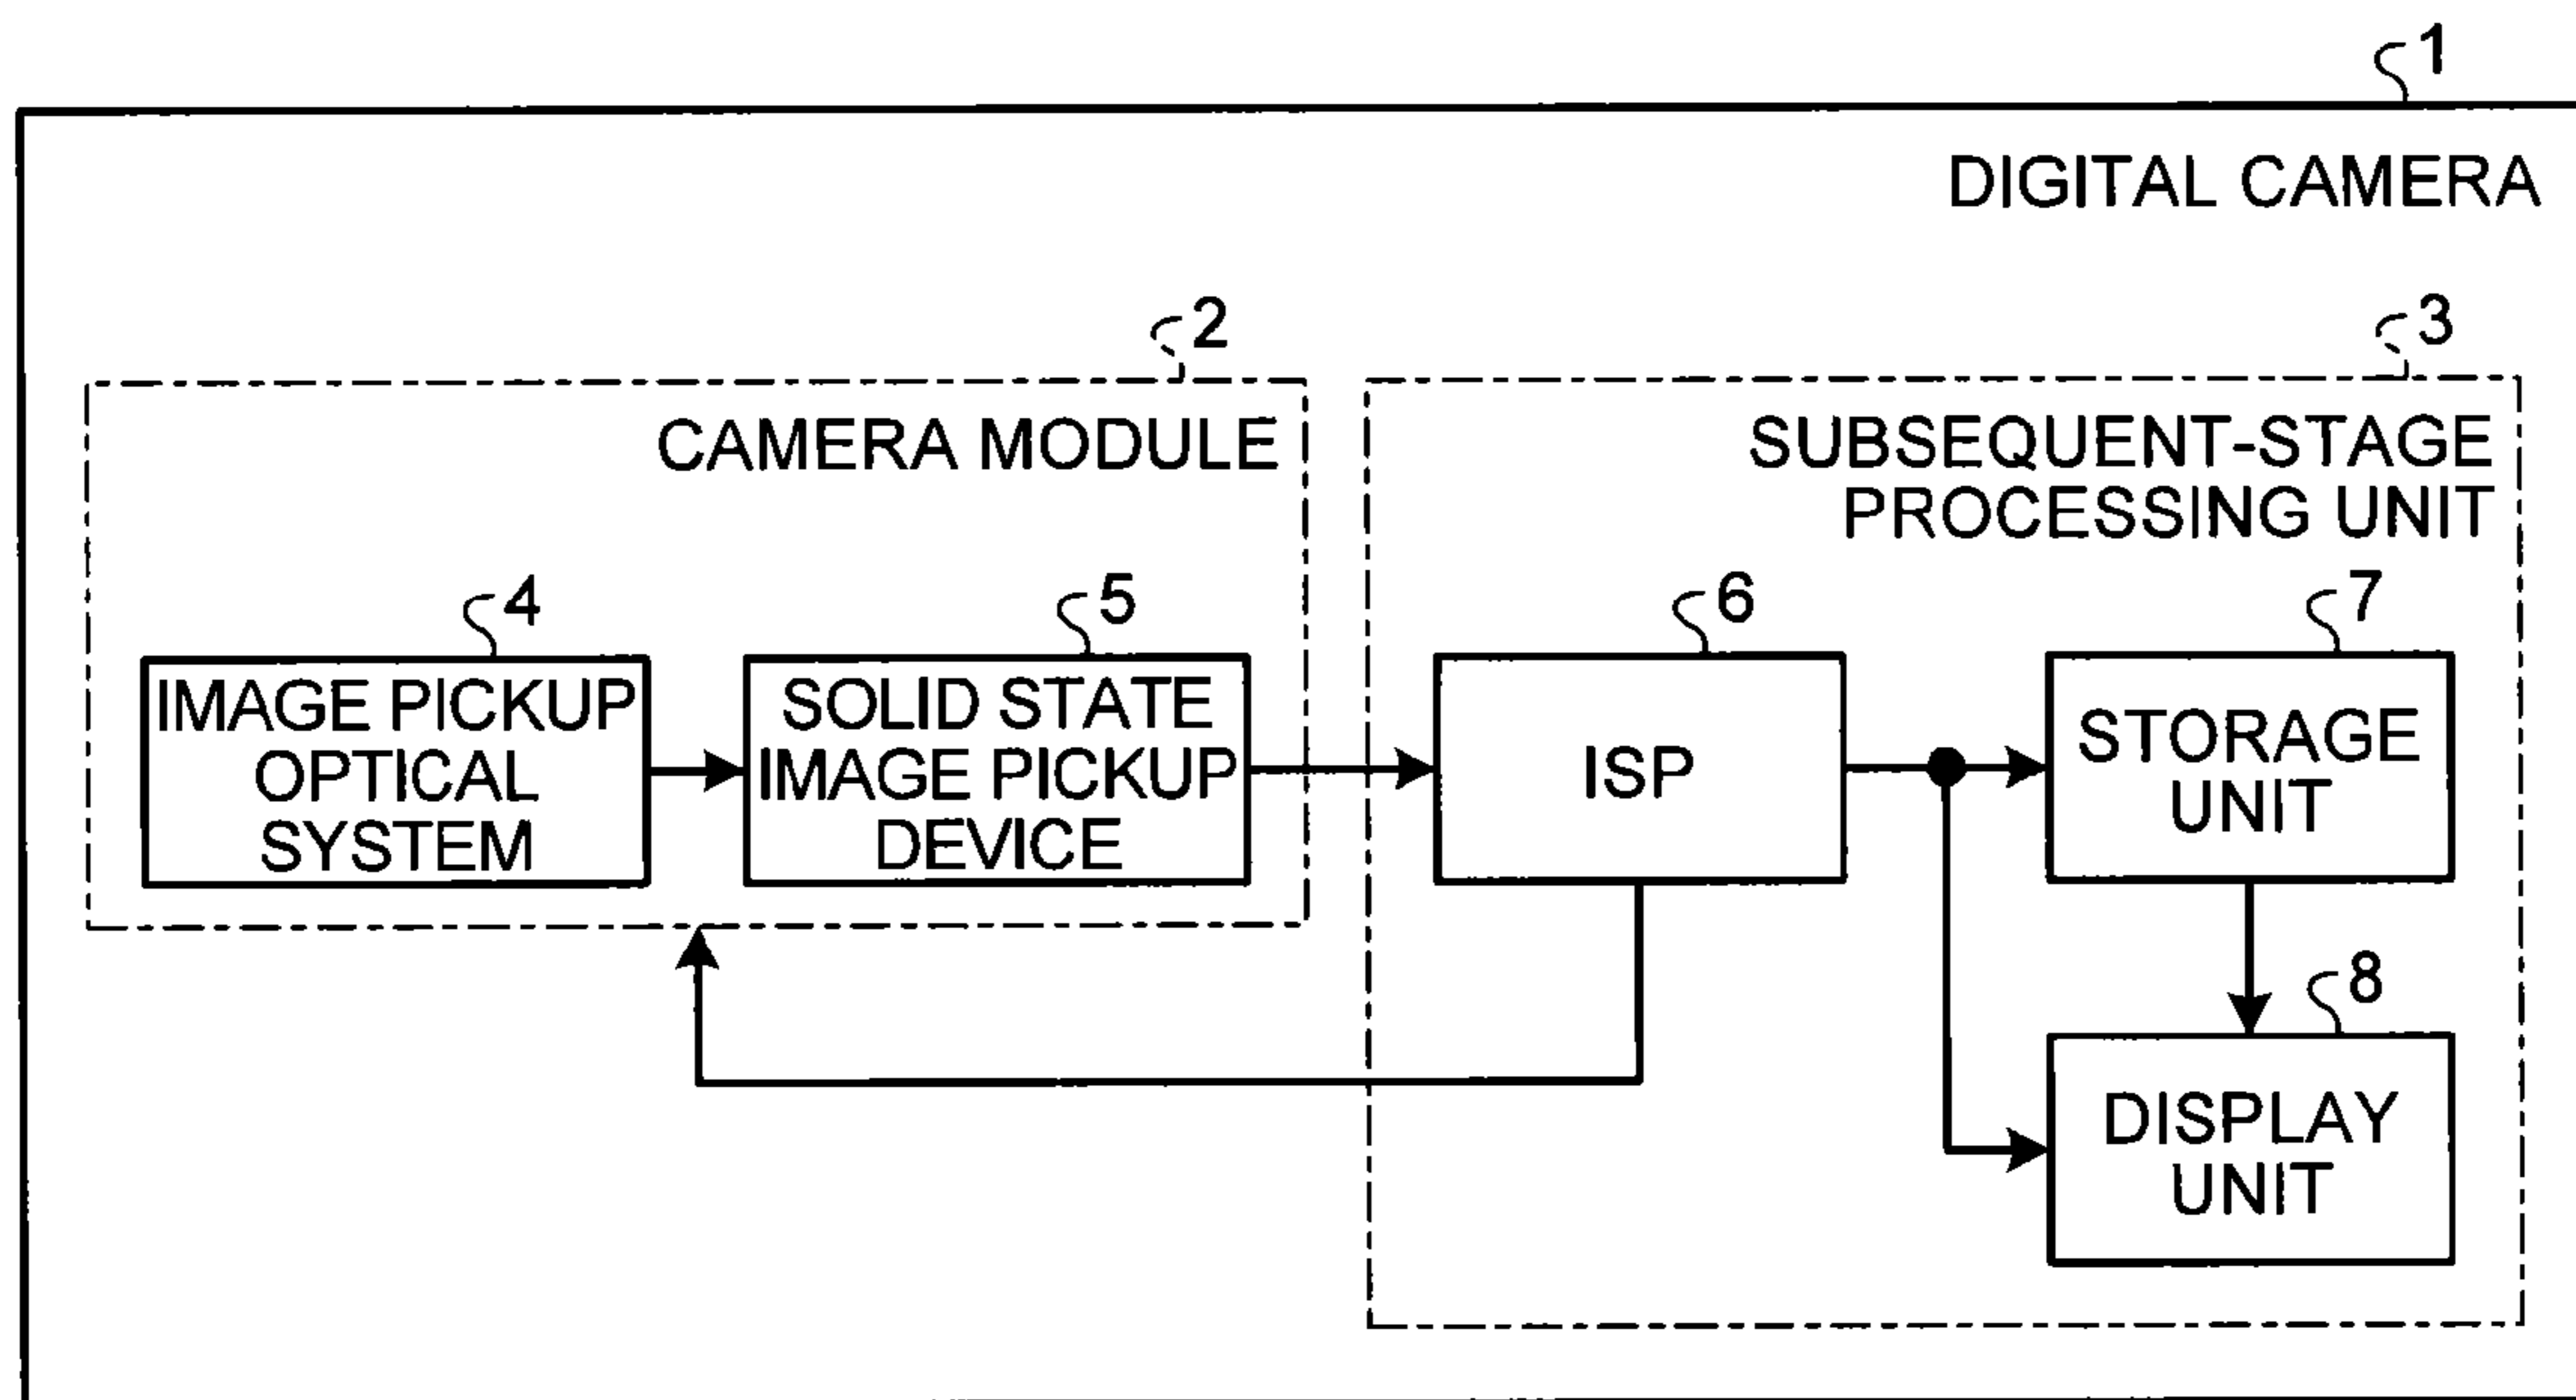 1
DIGITAL CAMERA
2
CAMERA MODULE
3
SUBSEQUENT-STAGE
PROCESSING UNIT
4
IMAGE PICKUP
OPTICAL
SYSTEM
5
SOLID STATE
IMAGE PICKUP
DEVICE
6
ISP
7
STORAGE
UNIT
8
DISPLAY
UNIT